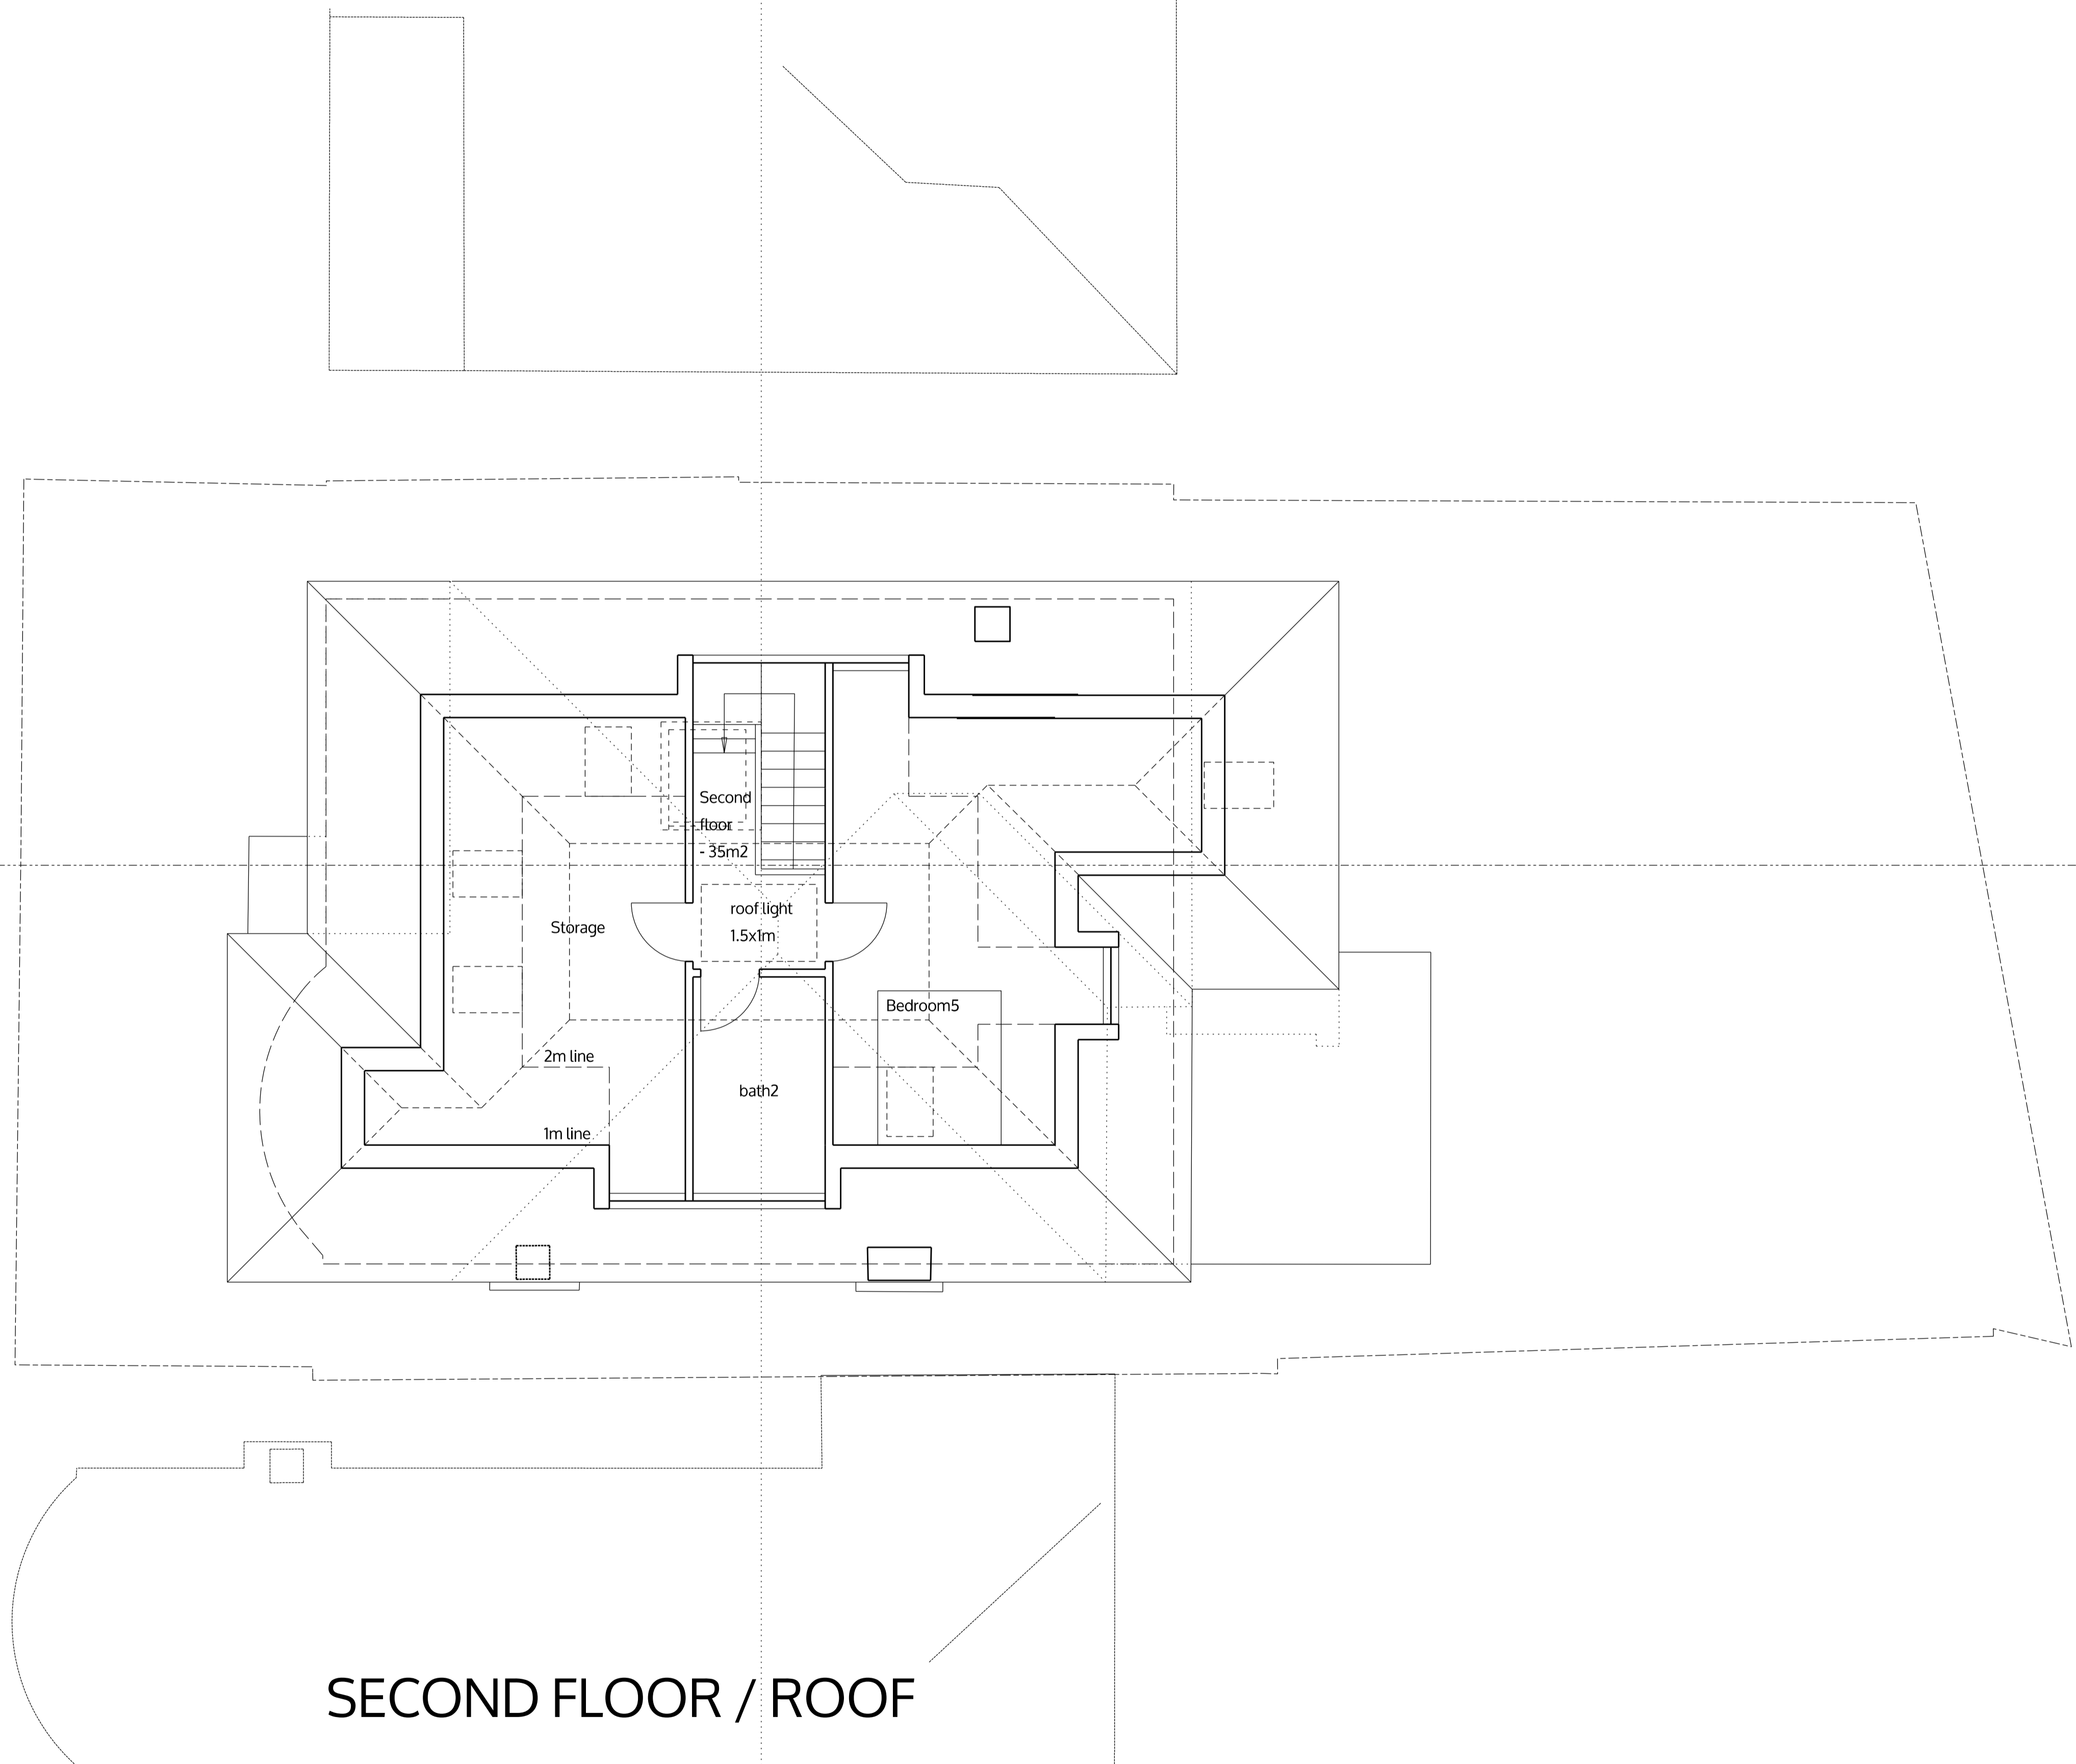 Second
floor
- 35m2
roof light
1.5x1m
Storage
Bedroom5
2m line
bath2
1m line
SECOND FLOOR / ROOF